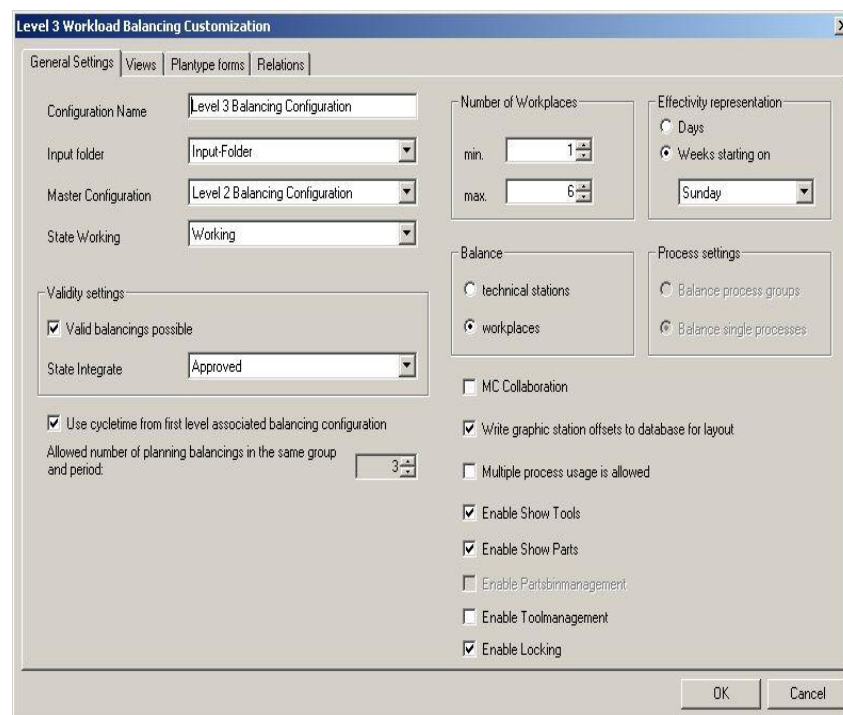 Level 3 Workload Balancing Customization
General Settings
Views
Plantype forms
Relations
Configuration Name
Level 3 Balancing Configuration
Input folder
Input-Folder
Master Configuration
Level 2 Balancing Configuration
State Working
Working
Validity settings
Valid balancings possible
State Integrate
Approved
Use cycletime from first level associated balancing configuration
Allowed number of planning balancings in the same group
and period:
3
Number of Workplaces
min.
1
max.
6
Effectivity representation
Days
Weeks starting on
Sunday
Balance
technical stations
workplaces
Process settings
Balance process groups
Balance single processes
MC Collaboration
Write graphic station offsets to database for layout
Multiple process usage is allowed
Enable Show Tools
Enable Show Parts
Enable Partsbinmanagement
Enable Toolmanagement
Enable Locking
OK
Cancel